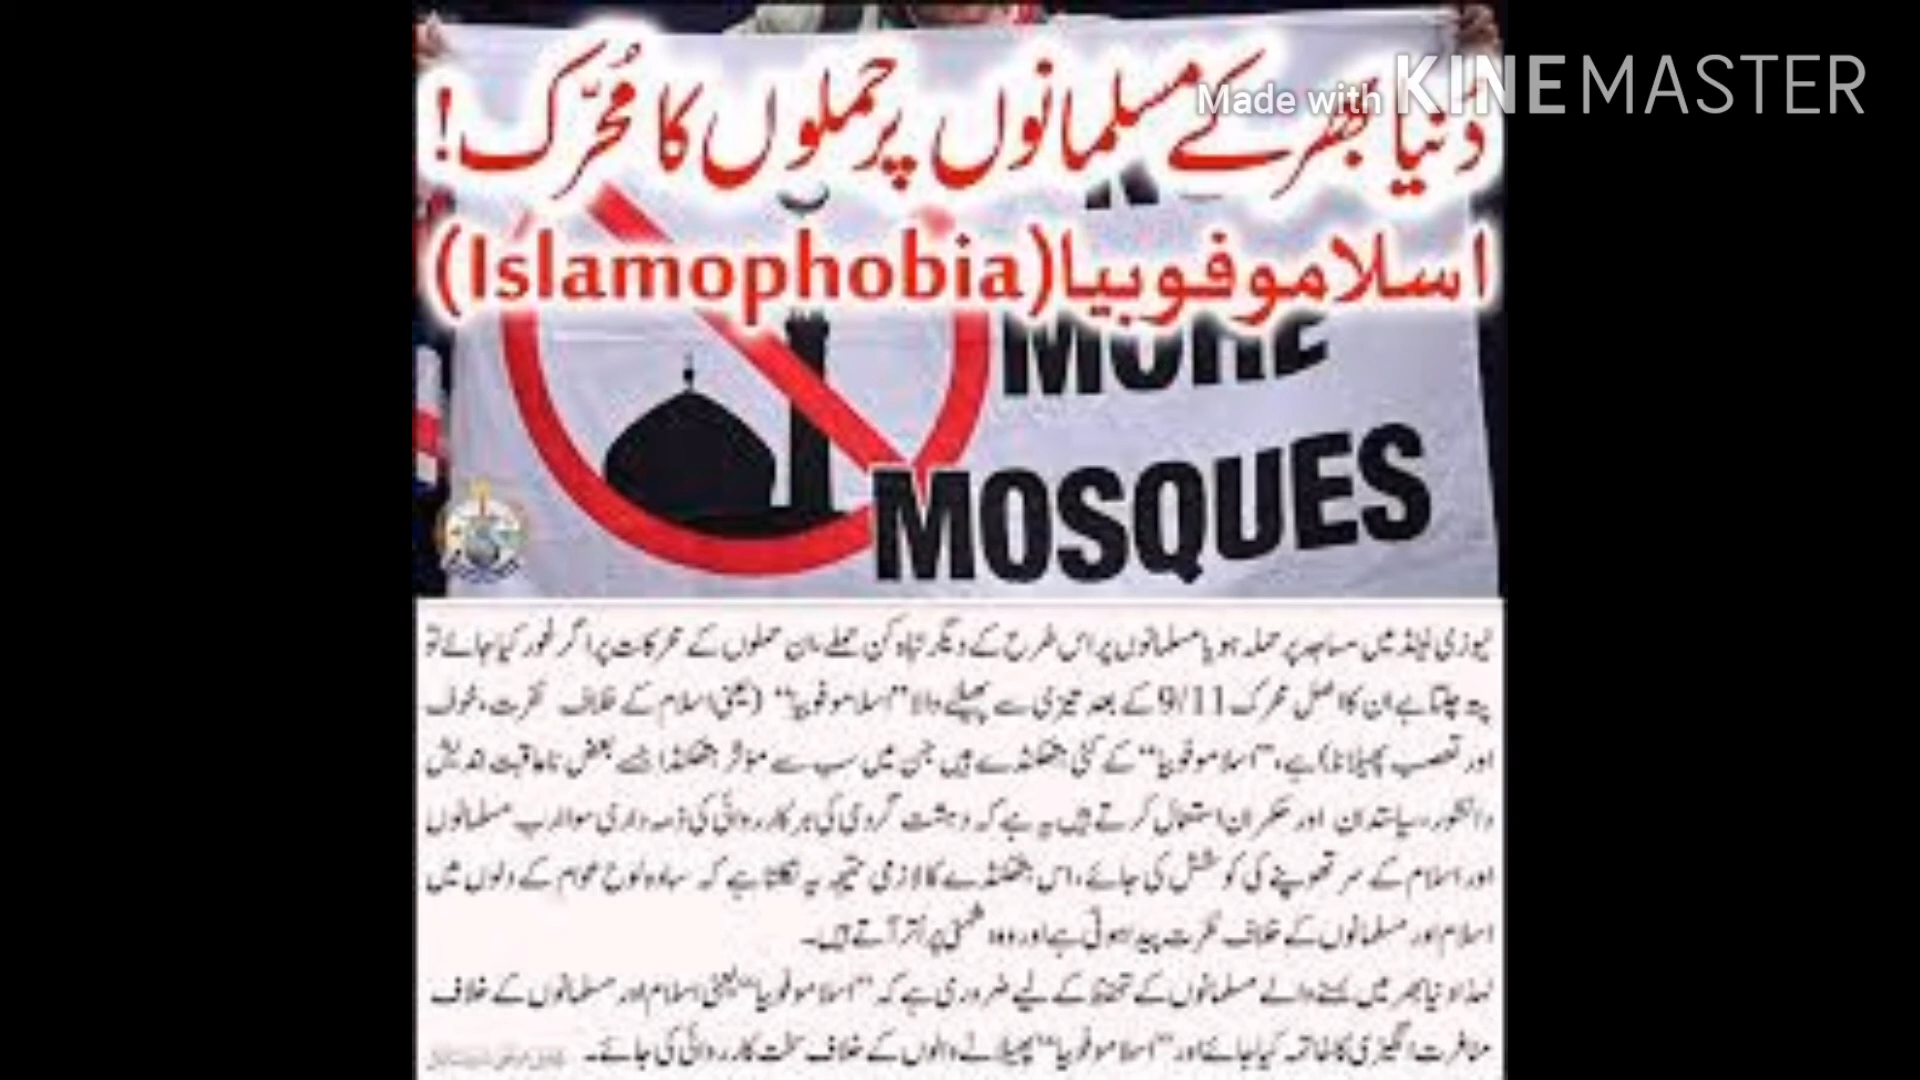 Made with KINEMASTER
دُنیا بھر کے مسلمانوں پر حملوں کا مُحرّک!
اسلاموفوبیا (Islamophobia)
MORE
MOSQUES
نیوزی لینڈ میں مساجد پر حملہ ہو یا مسلمانوں پر اس طرح کے دیگر تباہ کن حملے، ان حملوں کے محرکات پر اگر غور کیا جائے تو
پتہ چلتا ہے ان کا اصل محرک 9/11 کے بعد تیزی سے پھیلنے والا "اسلاموفوبیا" (یعنی اسلام کے خلاف نفرت، خوف
اور تعصب پھیلانا) ہے، "اسلاموفوبیا" کے کئی ہتھکنڈے ہیں جن میں سب سے مؤثر ہتھکنڈا جسے بعض ناعاقبت اندیش
دانشور، سیاستدان اور حکمران استعمال کرتے ہیں یہ ہے کہ دہشت گردی کی ہر کارروائی کی ذمہ داری سوا ارب مسلمانوں
اور اسلام کے سر تھوپنے کی کوشش کی جائے، اس ہتھکنڈے کا لازمی نتیجہ یہ نکلتا ہے کہ سادہ لوح عوام کے دلوں میں
اسلام اور مسلمانوں کے خلاف نفرت پیدا ہوتی ہے اور وہ دشمنی پر اُتر آتے ہیں۔
لہذا دنیا بھر میں بسنے والے مسلمانوں کے تحفظ کے لیے ضروری ہے کہ "اسلاموفوبیا" یعنی اسلام اور مسلمانوں کے خلاف
منافرت انگیزی کا خاتمہ کیا جائے اور "اسلاموفوبیا" پھیلانے والوں کے خلاف سخت کارروائی کی جائے۔